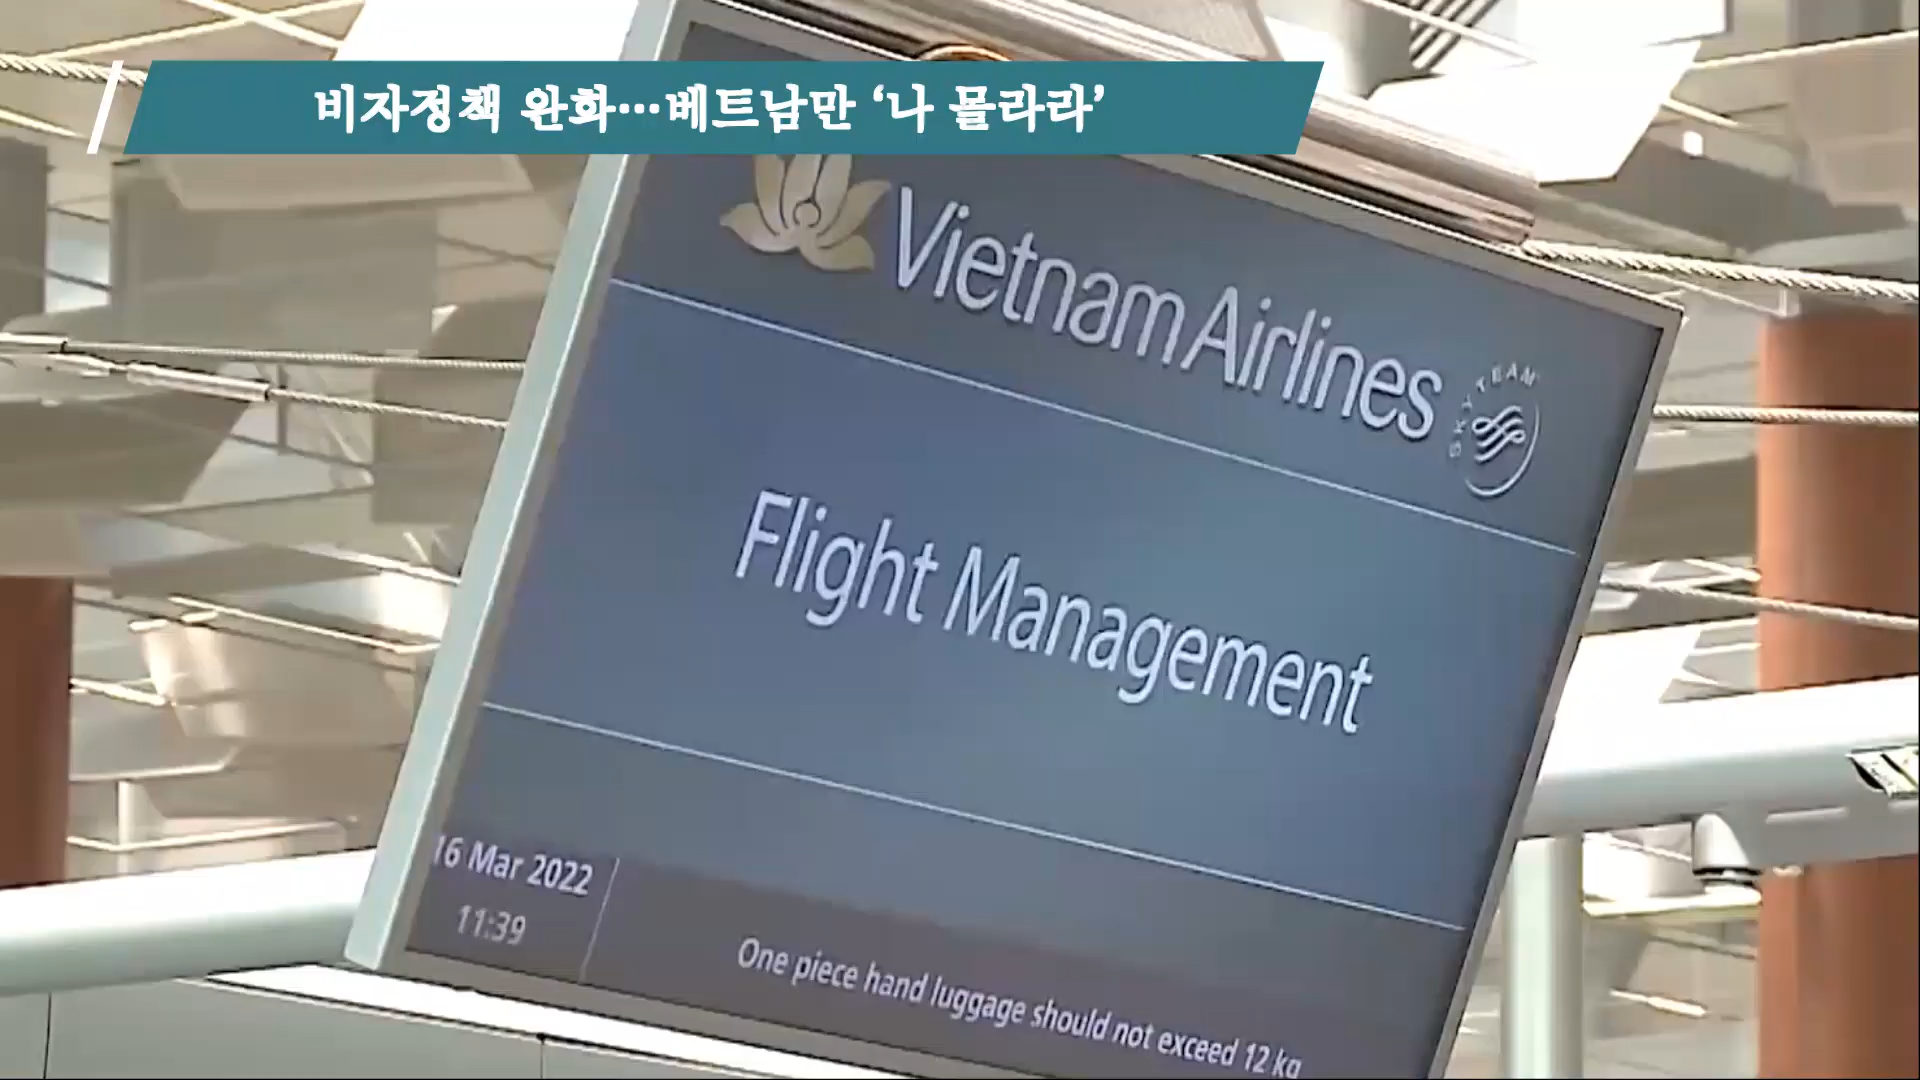 비자정책 완화…베트남만 ‘나 몰라라’
Vietnam Airlines
SKYTEAM
Flight Management
16 Mar 2022
11:39
One piece hand luggage should not exceed 12 kg